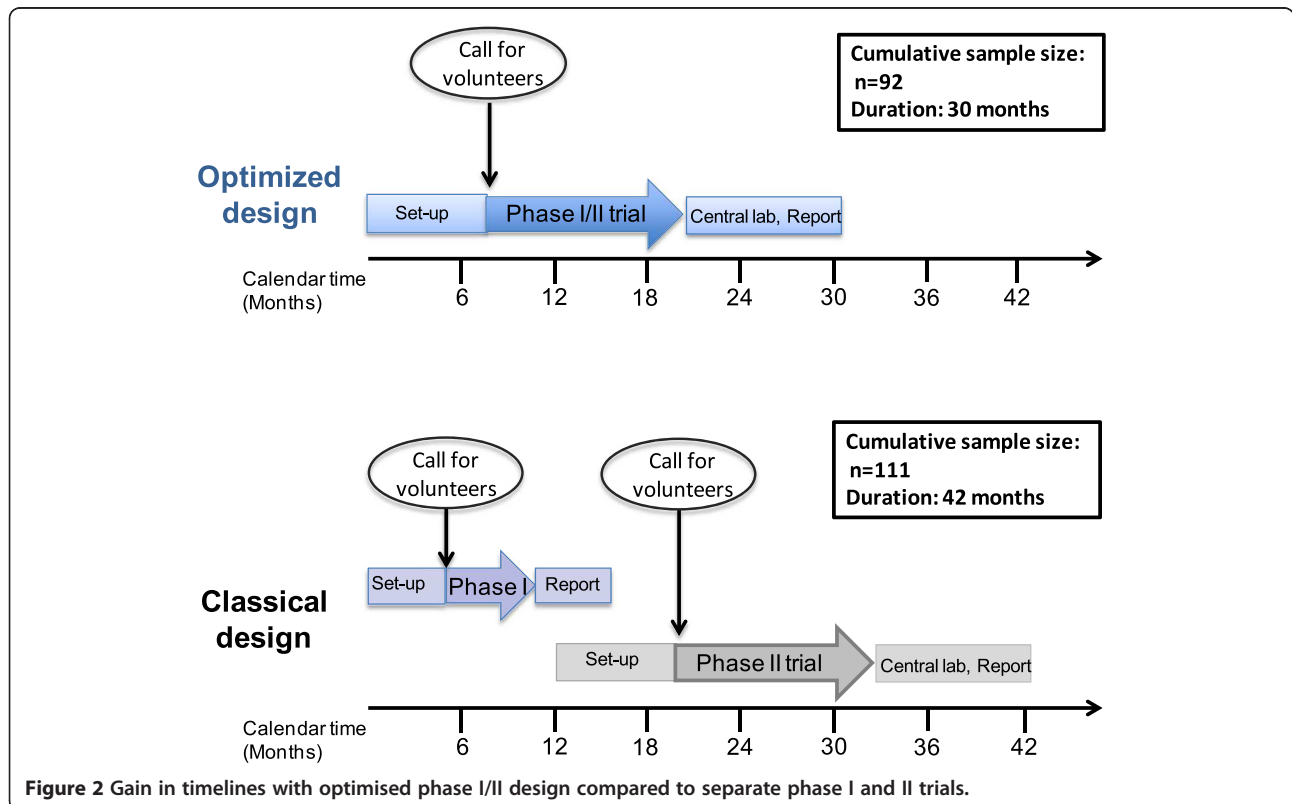 Call for
volunteers
Cumulative sample size:
n=92
Duration: 30 months
Optimized
design
Set-up
Phase I/II trial
Central lab, Report
Calendar time
(Months)
6 12 18 24 30 36 42
Call for
volunteers
Call for
volunteers
Cumulative sample size:
n=111
Duration: 42 months
Classical
design
Set-up
Phase I
Report
Set-up
Phase II trial
Central lab, Report
Calendar time
(Months)
6 12 18 24 30 36 42
Figure 2 Gain in timelines with optimised phase I/II design compared to separate phase I and II trials.